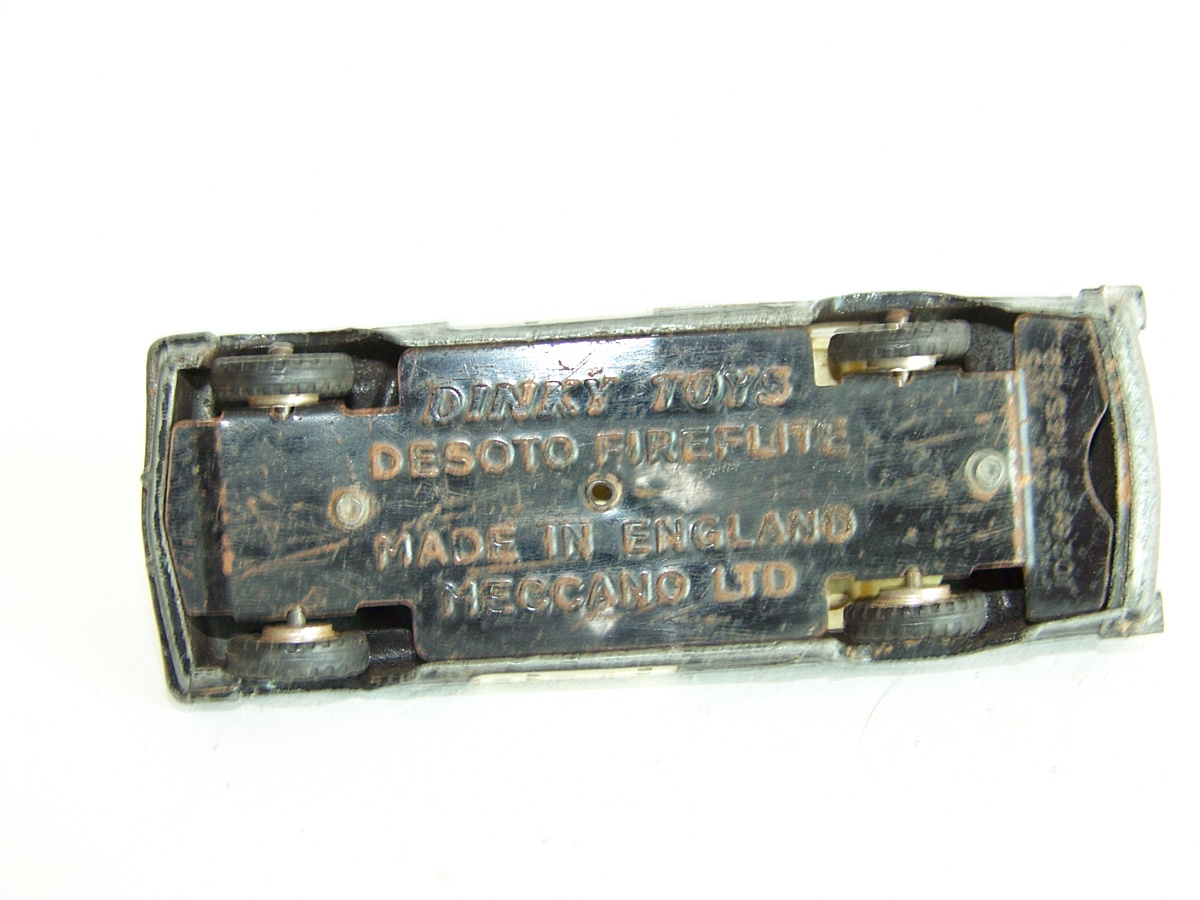 DINKY TOYS
DESOTO FIREFLITE
MADE IN ENGLAND
MECCANO LTD